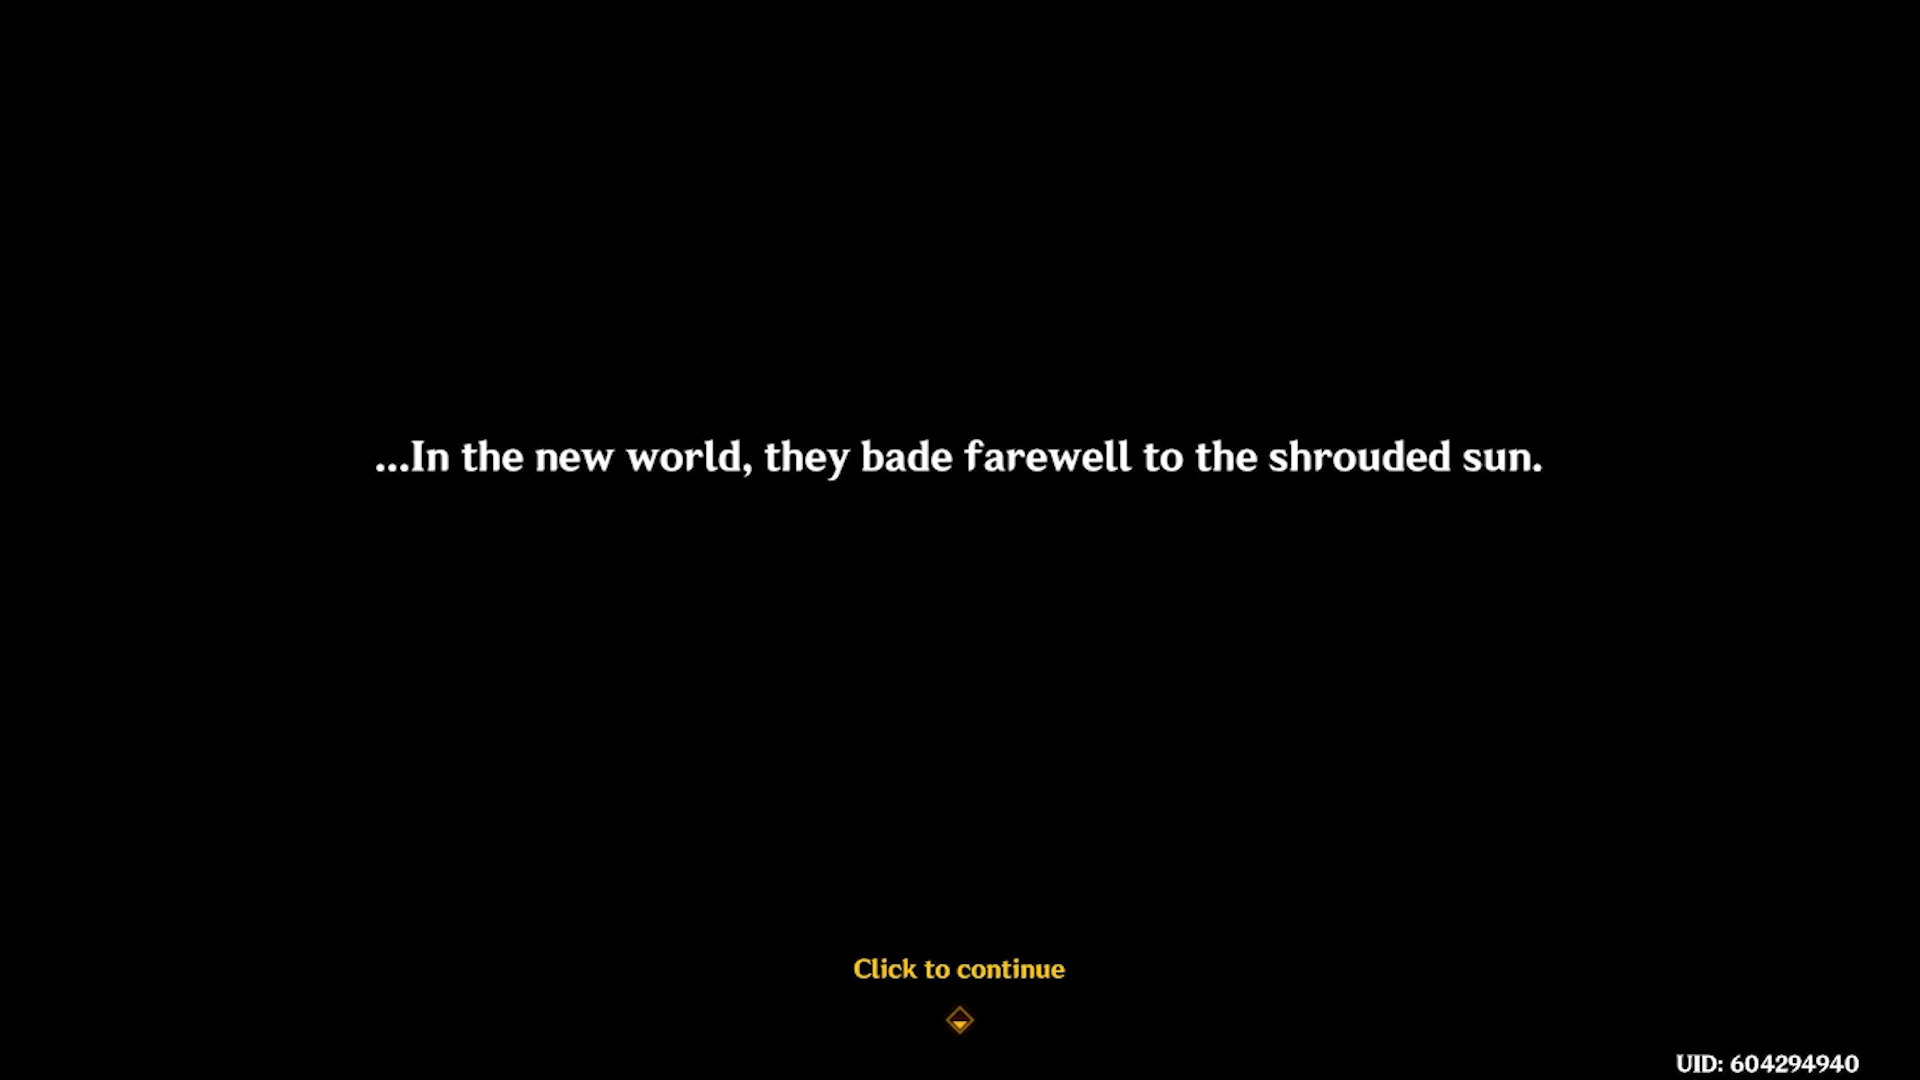 ...In the new world, they bade farewell to the shrouded sun.
Click to continue
UID: 604294940